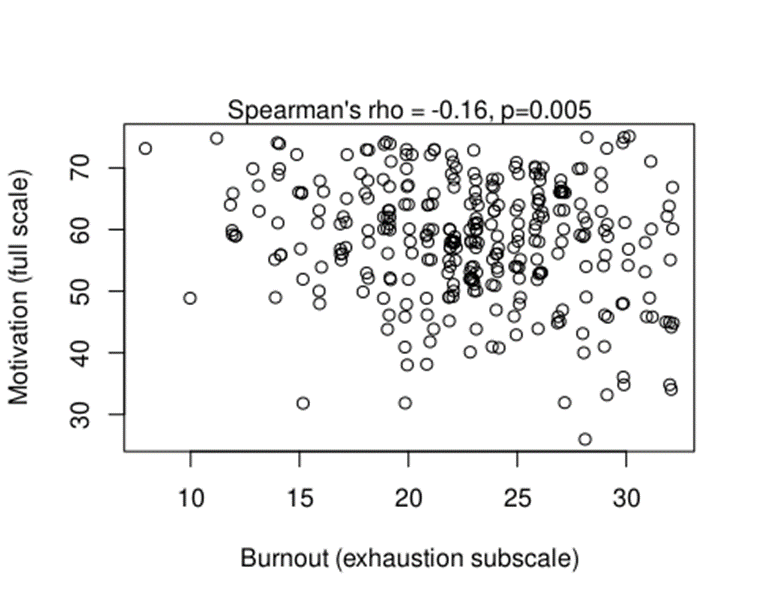 Spearman's rho = -0.16, p=0.005
Motivation (full scale)
70
60
50
40
30
10 15 20 25 30
Burnout (exhaustion subscale)